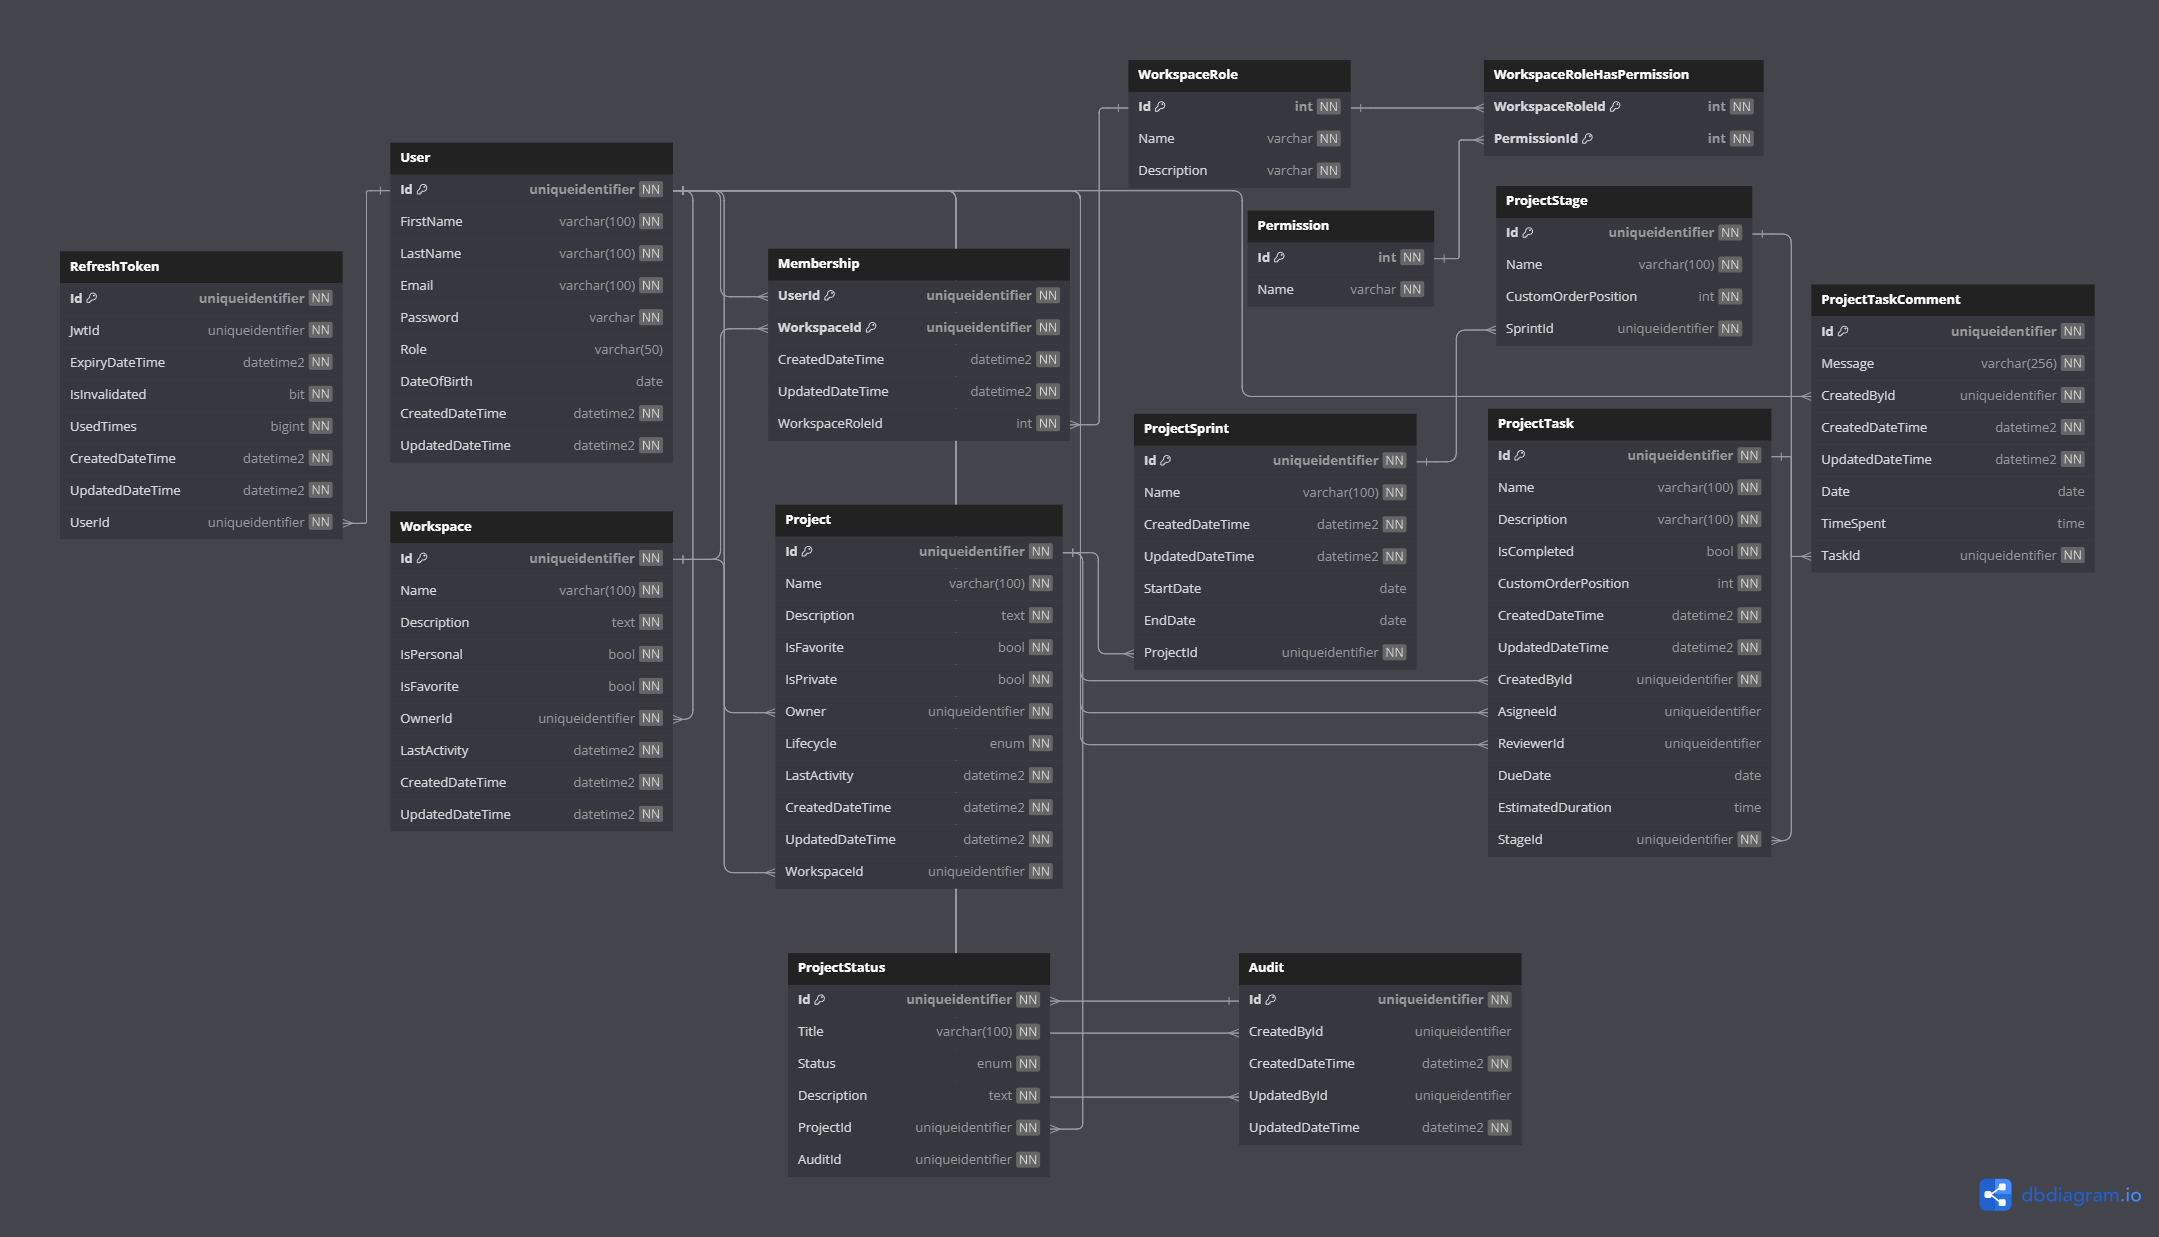 RefreshToken
Id uniqueidentifier NN
JwtId uniqueidentifier NN
ExpiryDateTime datetime2 NN
IsInvalidated bit NN
UsedTimes bigint NN
CreatedDateTime datetime2 NN
UpdatedDateTime datetime2 NN
UserId uniqueidentifier NN
User
Id uniqueidentifier NN
FirstName varchar(100) NN
LastName varchar(100) NN
Email varchar(100) NN
Password varchar NN
Role varchar(50)
DateOfBirth date
CreatedDateTime datetime2 NN
UpdatedDateTime datetime2 NN
Workspace
Id uniqueidentifier NN
Name varchar(100) NN
Description text NN
IsPersonal bool NN
IsFavorite bool NN
OwnerId uniqueidentifier NN
LastActivity datetime2 NN
CreatedDateTime datetime2 NN
UpdatedDateTime datetime2 NN
Membership
UserId uniqueidentifier NN
WorkspaceId uniqueidentifier NN
CreatedDateTime datetime2 NN
UpdatedDateTime datetime2 NN
WorkspaceRoleId int NN
Project
Id uniqueidentifier NN
Name varchar(100) NN
Description text NN
IsFavorite bool NN
IsPrivate bool NN
Owner uniqueidentifier NN
Lifecycle enum NN
LastActivity datetime2 NN
CreatedDateTime datetime2 NN
UpdatedDateTime datetime2 NN
WorkspaceId uniqueidentifier NN
ProjectStatus
Id uniqueidentifier NN
Title varchar(100) NN
Status enum NN
Description text NN
ProjectId uniqueidentifier NN
AuditId uniqueidentifier NN
WorkspaceRole
Id int NN
Name varchar NN
Description varchar NN
Permission
Id int NN
Name varchar NN
ProjectSprint
Id uniqueidentifier NN
Name varchar(100) NN
CreatedDateTime datetime2 NN
UpdatedDateTime datetime2 NN
StartDate date
EndDate date
ProjectId uniqueidentifier NN
Audit
Id uniqueidentifier NN
CreatedById uniqueidentifier
CreatedDateTime datetime2 NN
UpdatedById uniqueidentifier
UpdatedDateTime datetime2 NN
WorkspaceRoleHasPermission
WorkspaceRoleId int NN
PermissionId int NN
ProjectStage
Id uniqueidentifier NN
Name varchar(100) NN
CustomOrderPosition int NN
SprintId uniqueidentifier NN
ProjectTask
Id uniqueidentifier NN
Name varchar(100) NN
Description varchar(100) NN
IsCompleted bool NN
CustomOrderPosition int NN
CreatedDateTime datetime2 NN
UpdatedDateTime datetime2 NN
CreatedById uniqueidentifier NN
AsigneeId uniqueidentifier
ReviewerId uniqueidentifier
DueDate date
EstimatedDuration time
StageId uniqueidentifier NN
ProjectTaskComment
Id uniqueidentifier NN
Message varchar(256) NN
CreatedById uniqueidentifier NN
CreatedDateTime datetime2 NN
UpdatedDateTime datetime2 NN
Date date
TimeSpent time
TaskId uniqueidentifier NN
dbdiagram.io